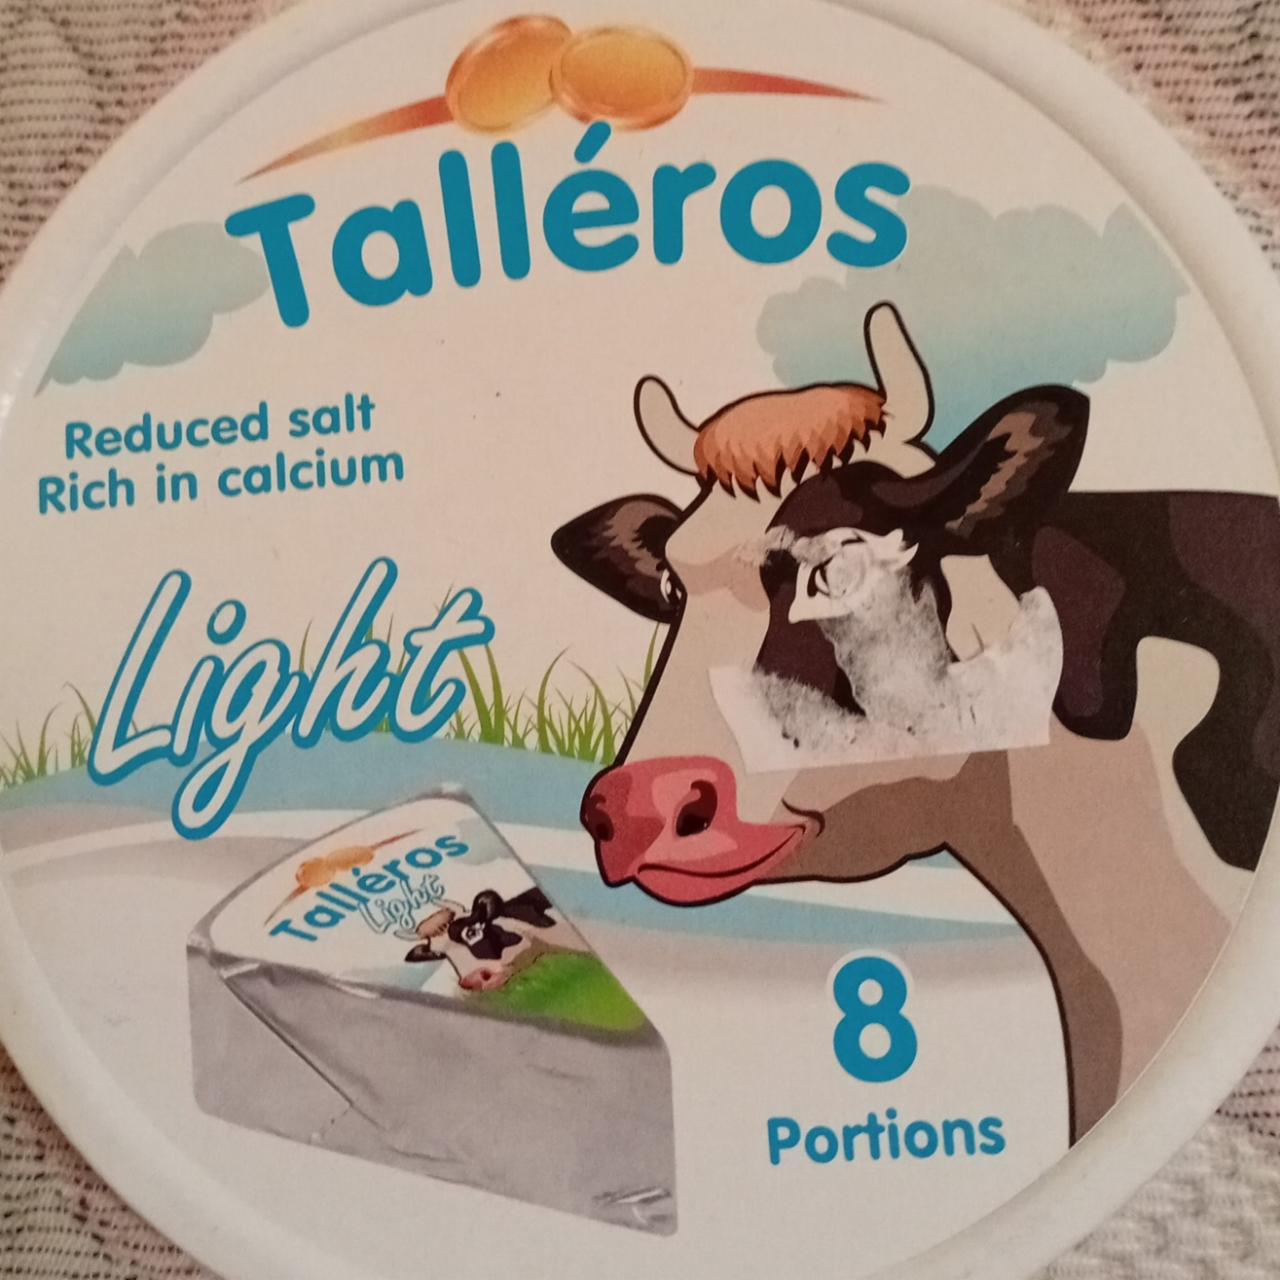 Talléros
Reduced salt
Rich in calcium
Light
Talléros
Light
8
Portions